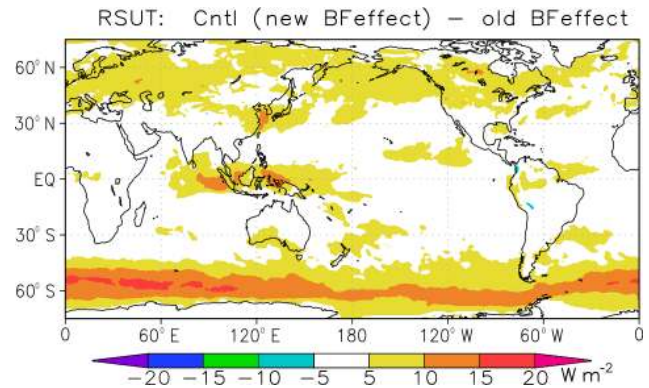 RSUT: Cntl (new BFeffect) − old BFeffect
60°N
30°N
EQ
30°S
60°S
0 60°E 120°E 180 120°W 60°W 0
−20 −15 −10 −5 5 10 15 20 W m−2